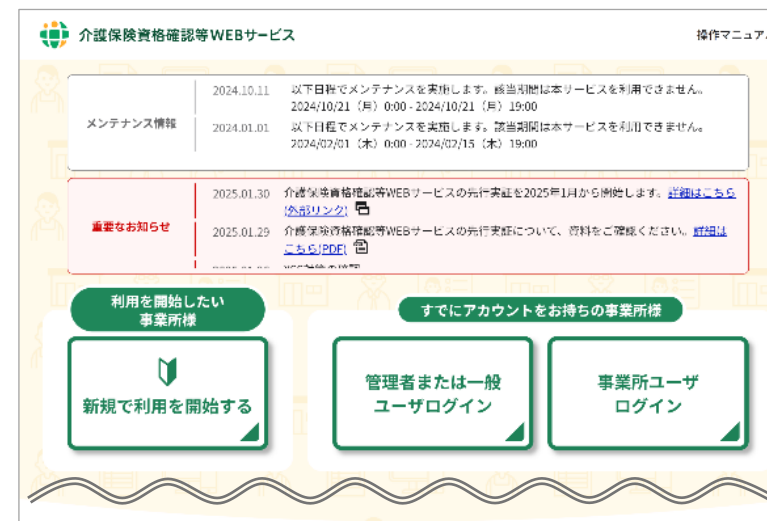 介護保険資格確認等WEBサービス
操作マニュア
メンテナンス情報
2024.10.11 以下日程でメンテナンスを実施します。該当期間は本サービスを利用できません。
2024/10/21（月）0:00 - 2024/10/21（月）19:00
2024.01.01 以下日程でメンテナンスを実施します。該当期間は本サービスを利用できません。
2024/02/01（木）0:00 - 2024/02/15（木）19:00
重要なお知らせ
2025.01.30 介護保険資格確認等WEBサービスの先行実証を2025年1月から開始します。詳細はこちら
(外部リンク)
2025.01.29 介護保険資格確認等WEBサービスの先行実証について、資料をご確認ください。詳細は
こちら(PDF)
利用を開始したい
事業所様
新規で利用を開始する
すでにアカウントをお持ちの事業所様
管理者または一般
ユーザログイン
事業所ユーザ
ログイン